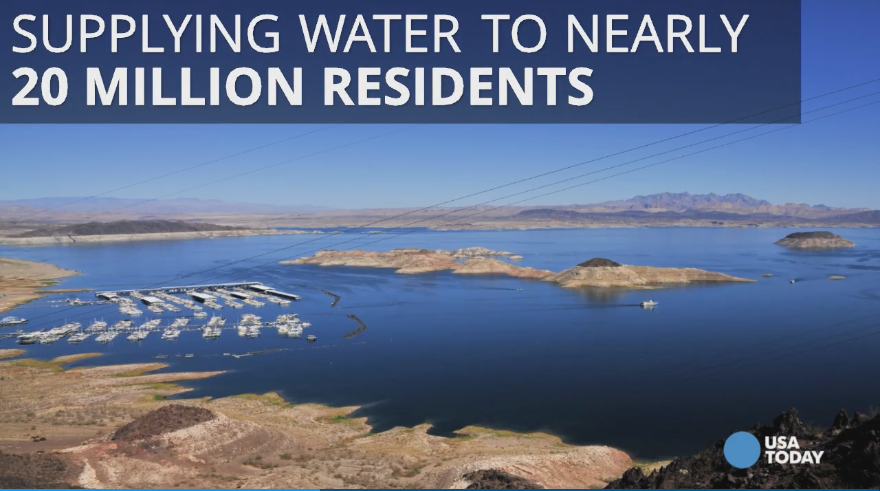 SUPPLYING WATER TO NEARLY
20 MILLION RESIDENTS
USA
TODAY